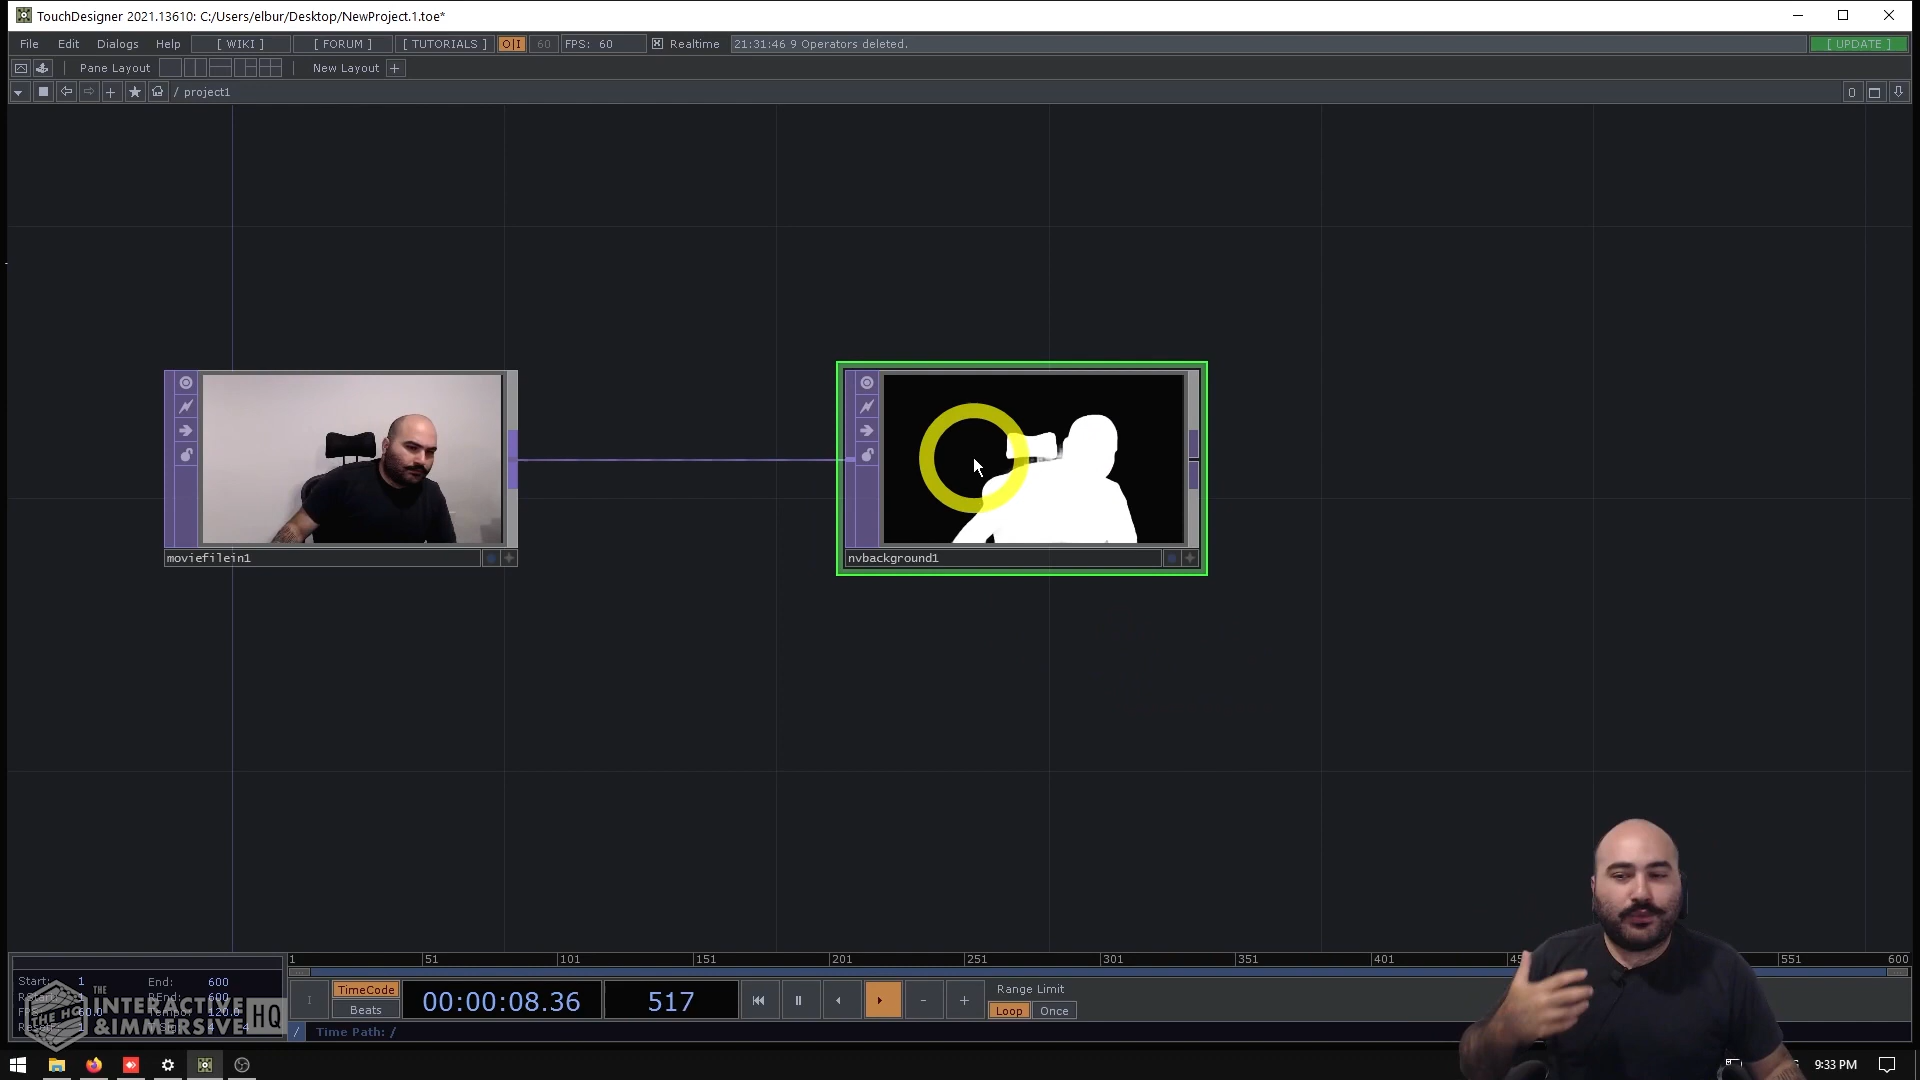 TouchDesigner 2021.13610: C:/Users/elbur/Desktop/NewProject.1.toe*
File Edit Dialogs Help [ WIKI ] [ FORUM ] [ TUTORIALS ] O|I 60 FPS: 60 Realtime 21:31:46 9 Operators deleted. [ UPDATE ]
Pane Layout New Layout +
/ project1 0
moviefilein1
nvbackground1
1 51 101 151 201 251 301 351 401 551 600
Start: 1 End: 600
TimeCode
Beats
00:00:08.36
517
Range Limit
Loop Once
THE INTERACTIVE & IMMERSIVE HQ
THE HQ
/ Time Path: /
9:33 PM